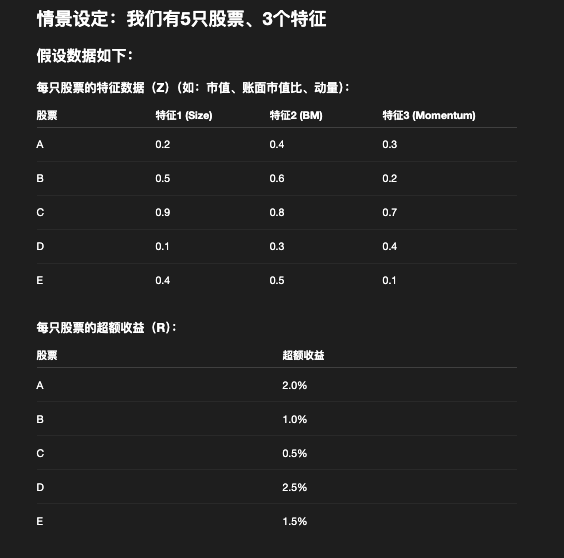 情景设定：我们有5只股票、3个特征
假设数据如下：
每只股票的特征数据（Z）（如：市值、账面市值比、动量）：
股票 特征1 (Size) 特征2 (BM) 特征3 (Momentum)
A 0.2 0.4 0.3
B 0.5 0.6 0.2
C 0.9 0.8 0.7
D 0.1 0.3 0.4
E 0.4 0.5 0.1
每只股票的超额收益（R）：
股票 超额收益
A 2.0%
B 1.0%
C 0.5%
D 2.5%
E 1.5%